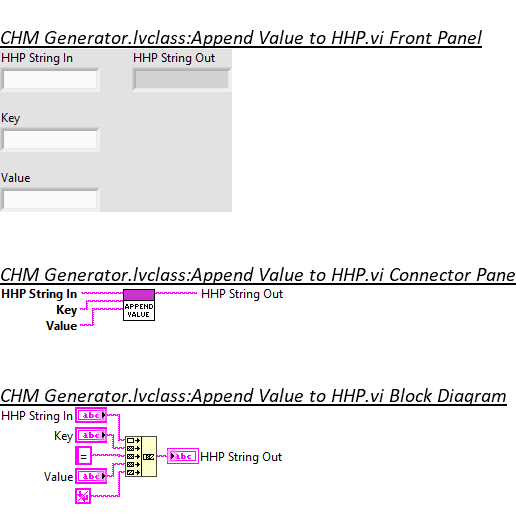 CHM Generator.lvclass:Append Value to HHP.vi Front Panel
HHP String In HHP String Out
Key
Value
CHM Generator.lvclass:Append Value to HHP.vi Connector Pane
HHP String In HHP String Out
Key
Value
APPEND
VALUE
CHM Generator.lvclass:Append Value to HHP.vi Block Diagram
HHP String In abc
Key abc
=
abc HHP String Out
Value abc